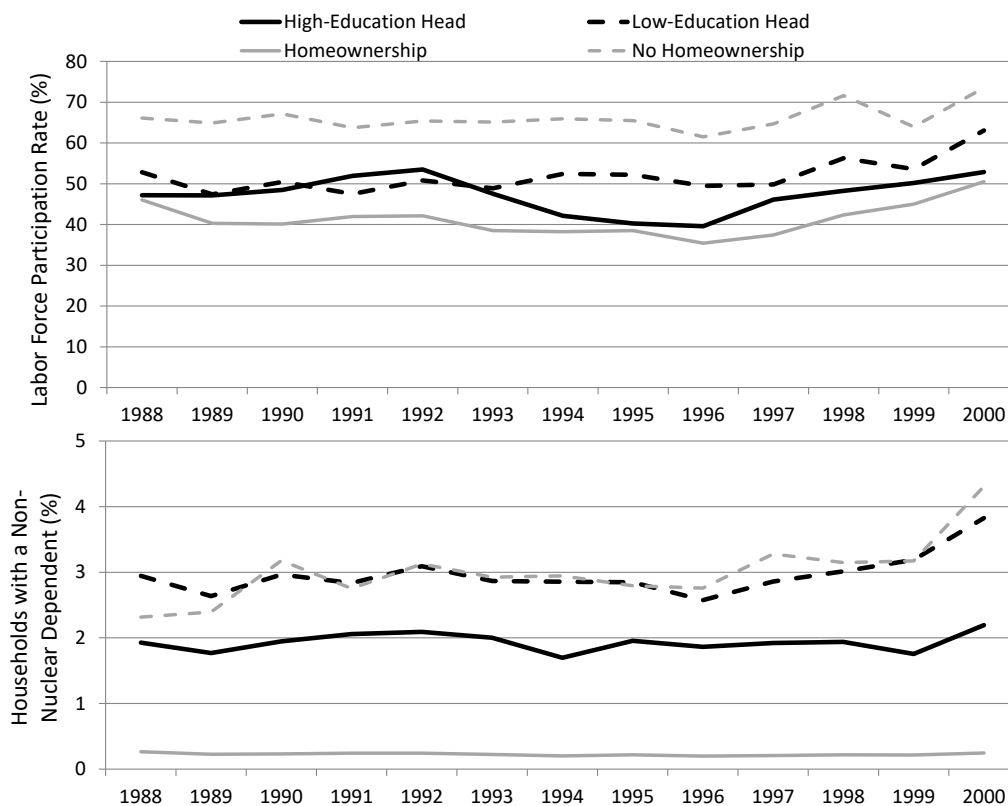 High-Education Head
Low-Education Head
Homeownership
No Homeownership
Labor Force Participation Rate (%)
80
70
60
50
40
30
20
10
0
1988 1989 1990 1991 1992 1993 1994 1995 1996 1997 1998 1999 2000
Households with a Non-
Nuclear Dependent (%)
5
4
3
2
1
0
1988 1989 1990 1991 1992 1993 1994 1995 1996 1997 1998 1999 2000